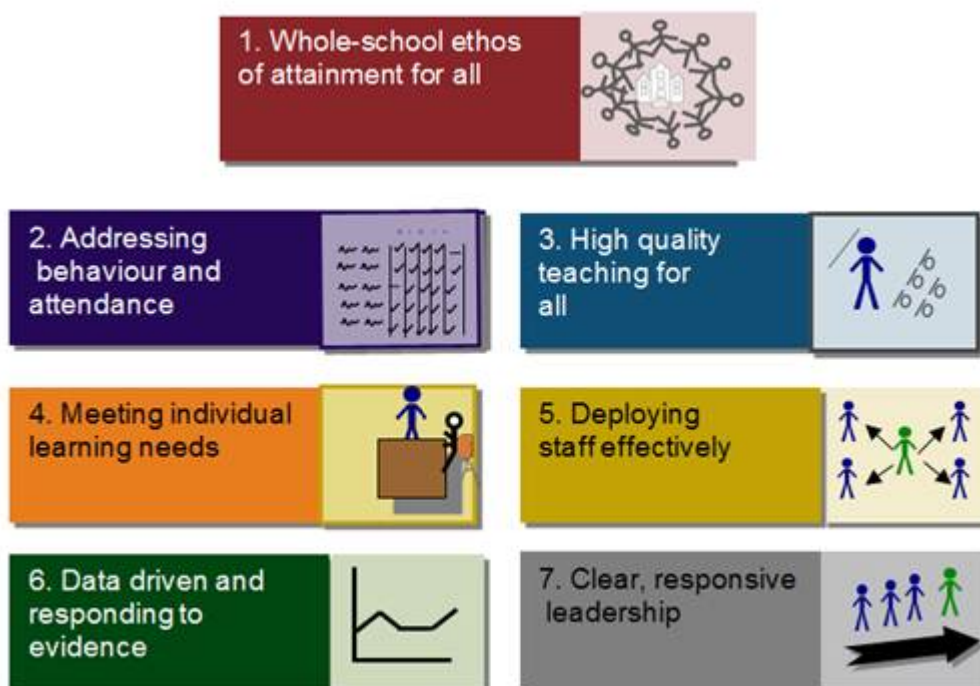 1. Whole-school ethos
of attainment for all
2. Addressing
behaviour and
attendance
3. High quality
teaching for
all
4. Meeting individual
learning needs
5. Deploying
staff effectively
6. Data driven and
responding to
evidence
7. Clear, responsive
leadership